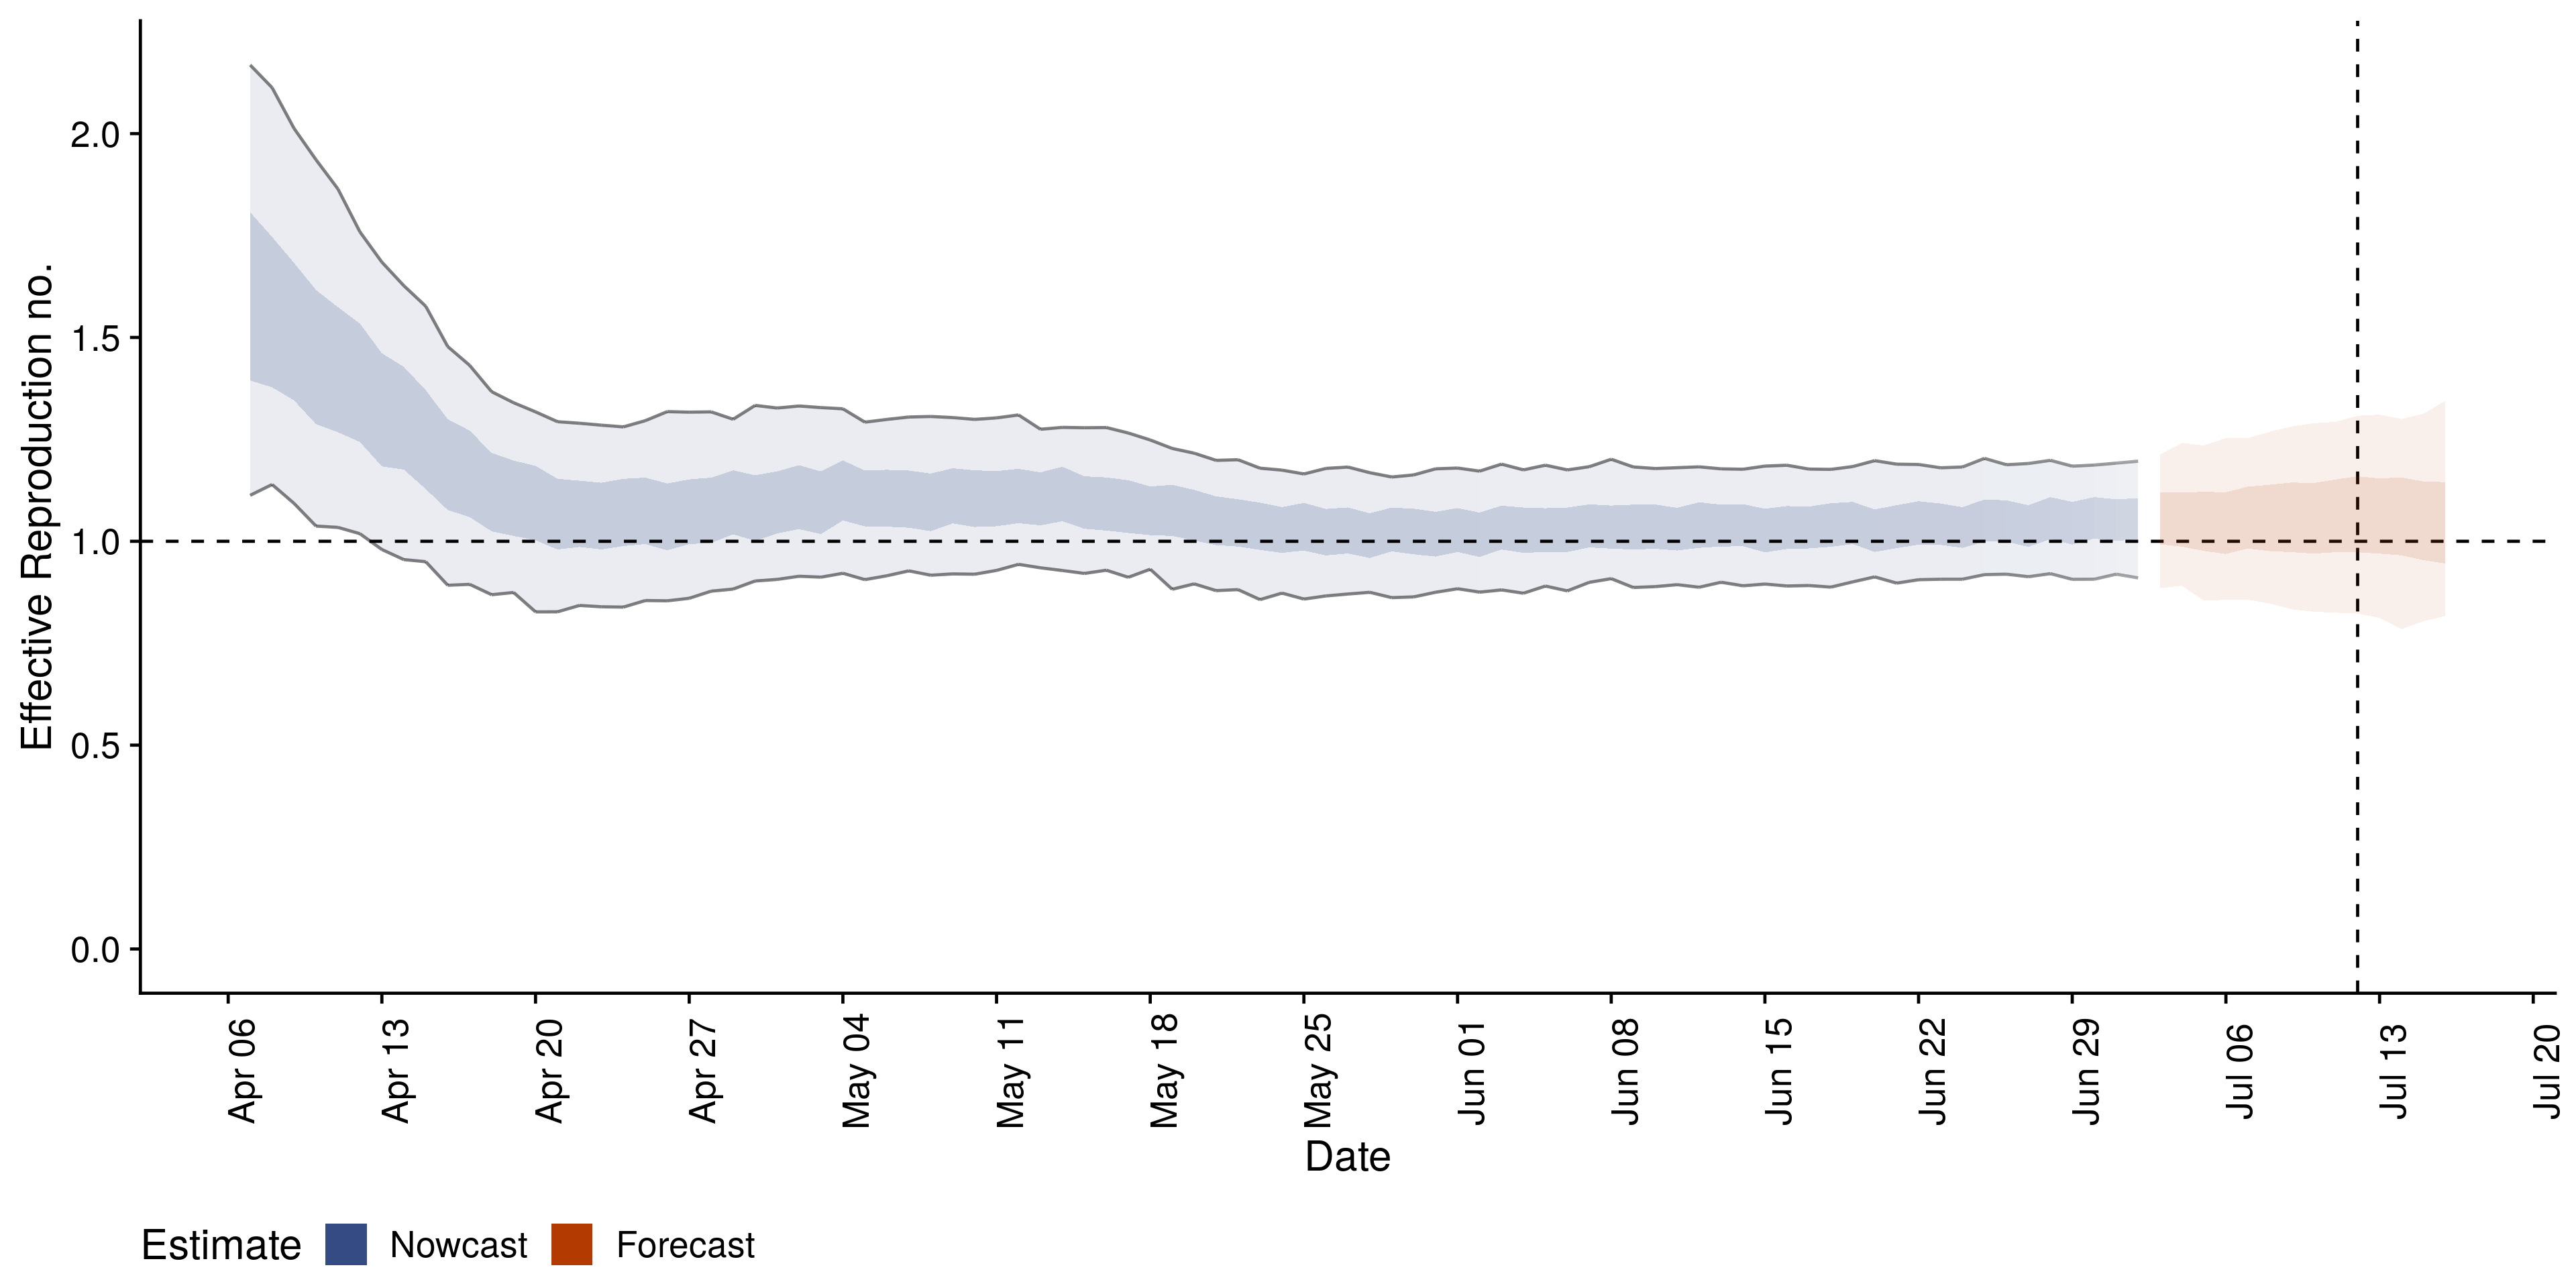 Effective Reproduction no.
2.0
1.5
1.0
0.5
0.0
Apr 06
Apr 13
Apr 20
Apr 27
May 04
May 11
May 18
May 25
Jun 01
Jun 08
Jun 15
Jun 22
Jun 29
Jul 06
Jul 13
Jul 20
Date
Estimate Nowcast Forecast